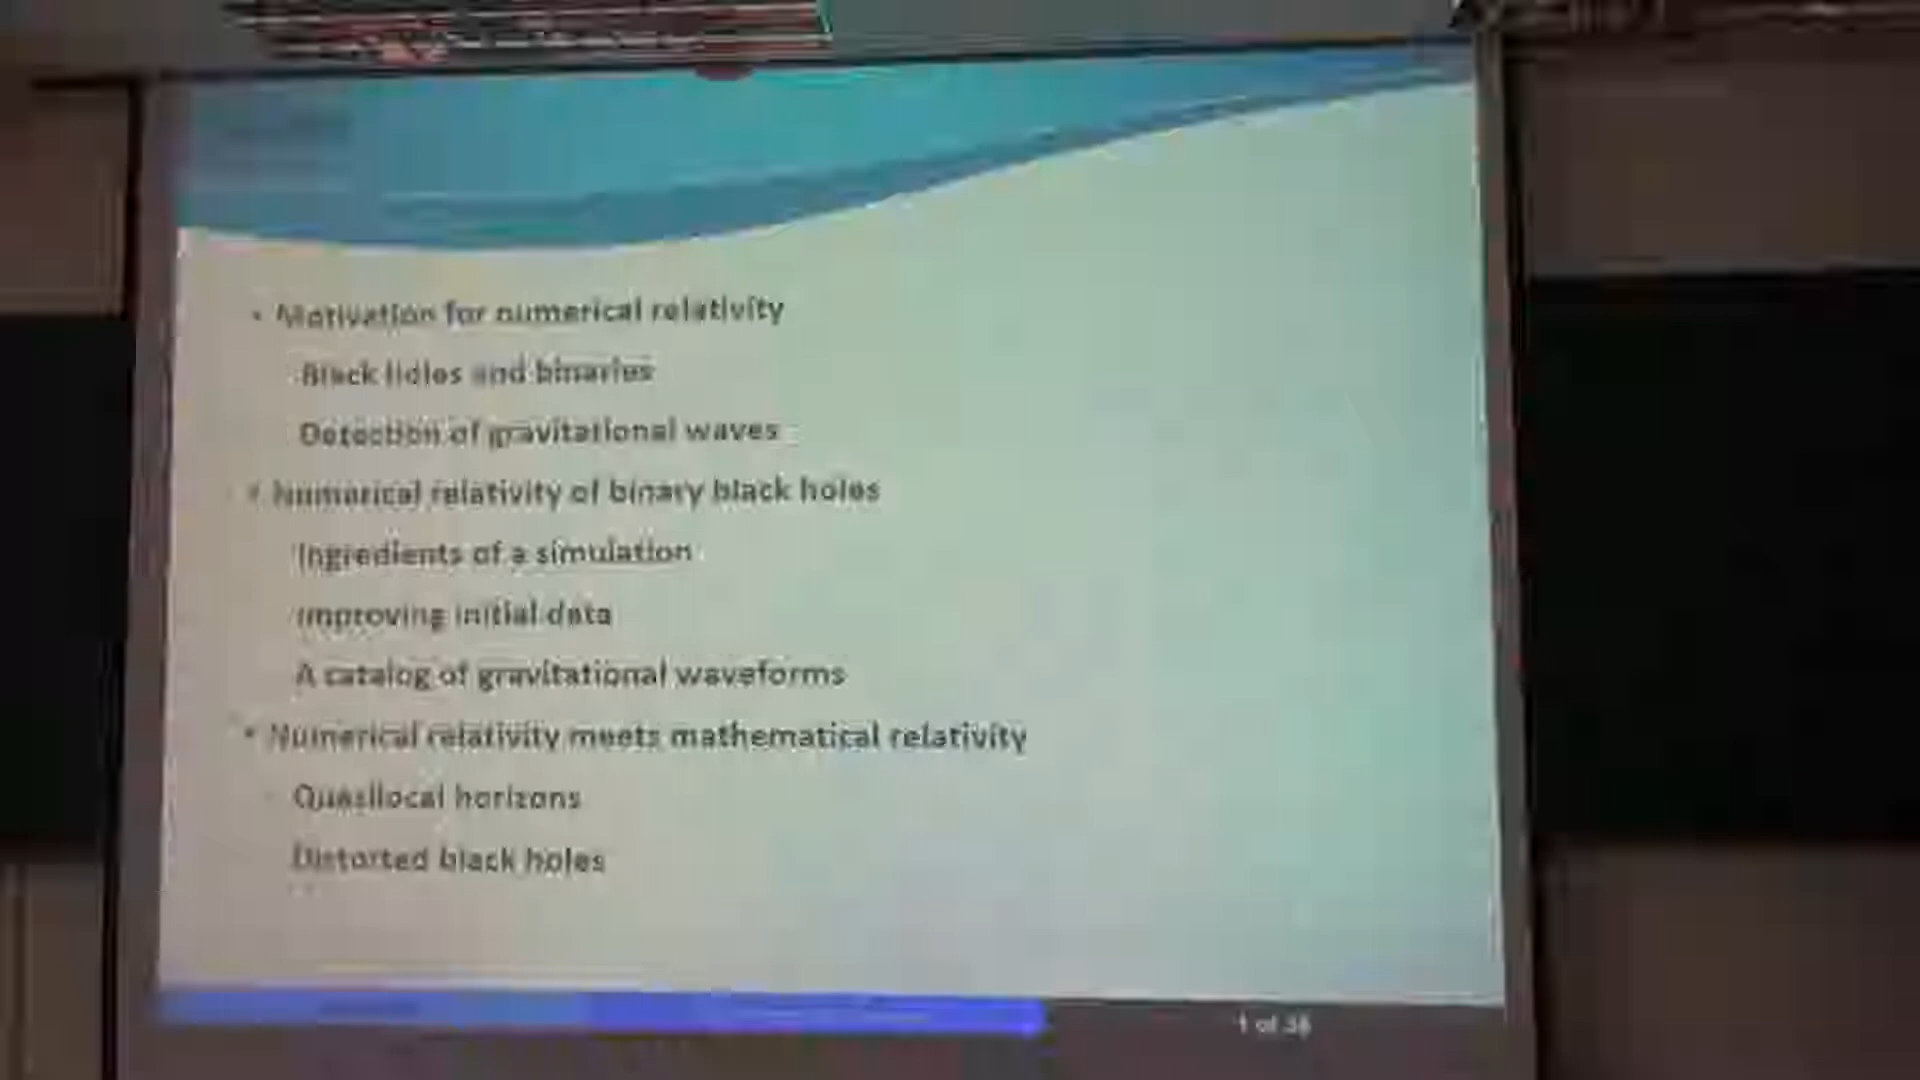 • Motivation for numerical relativity
Black holes and binaries
Detection of gravitational waves
• Numerical relativity of binary black holes
Ingredients of a simulation
Improving initial data
A catalog of gravitational waveforms
• Numerical relativity meets mathematical relativity
Quasilocal horizons
Distorted black holes
1 of 38